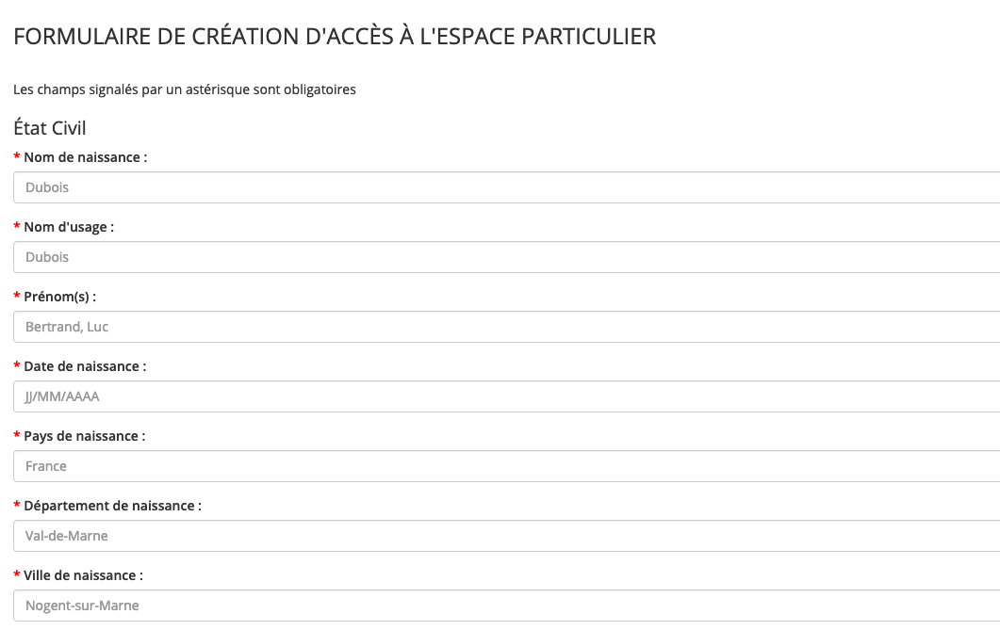 FORMULAIRE DE CRÉATION D'ACCÈS À L'ESPACE PARTICULIER
Les champs signalés par un astérisque sont obligatoires
État Civil
* Nom de naissance :
Dubois
* Nom d'usage :
Dubois
* Prénom(s) :
Bertrand, Luc
* Date de naissance :
JJ/MM/AAAA
* Pays de naissance :
France
* Département de naissance :
Val-de-Marne
* Ville de naissance :
Nogent-sur-Marne